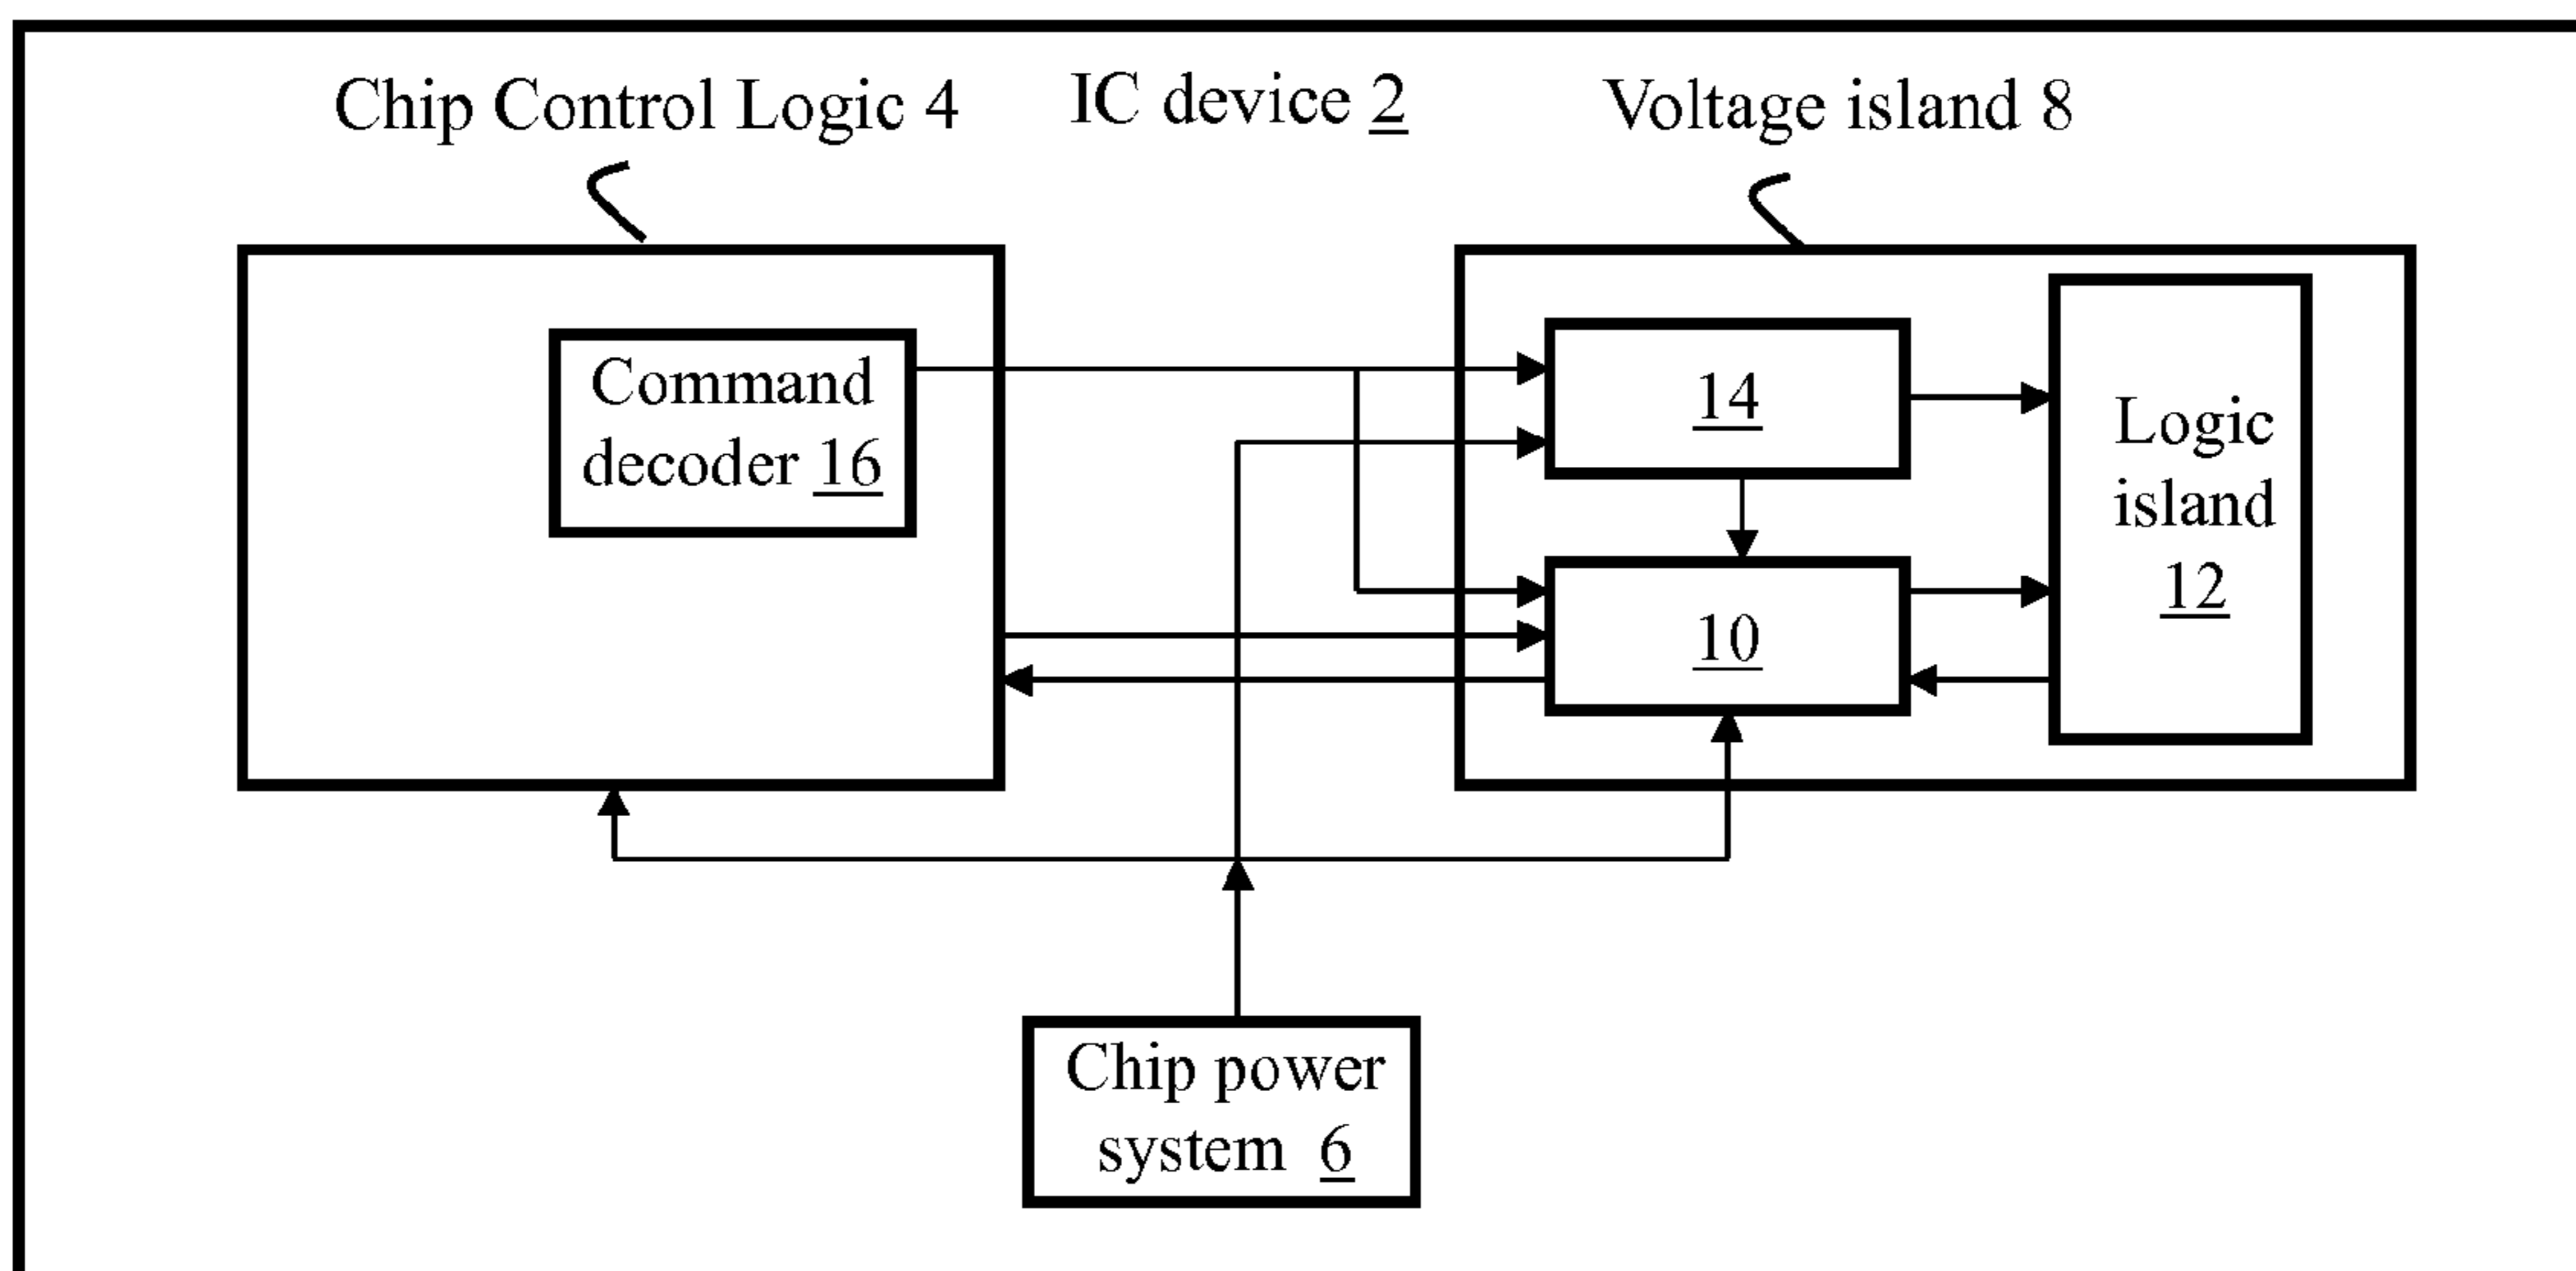 Chip Control Logic 4
IC device 2
Voltage island 8
Command
decoder 16
14
Logic
island
12
10
Chip power
system 6